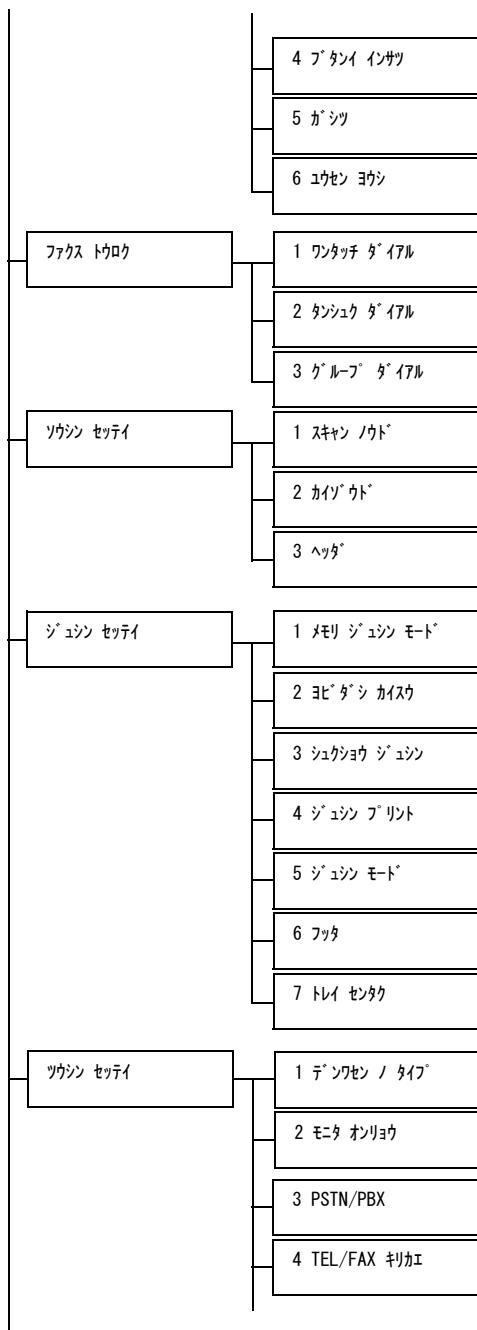 4 ﾌﾞﾀﾝｲ ｲﾝｻﾂ
5 ｶﾞｼﾂ
6 ﾕｳｾﾝ ﾖｳｼ
ﾌｧｸｽ ﾄｳﾛｸ
1 ﾜﾝﾀｯﾁ ﾀﾞｲｱﾙ
2 ﾀﾝｼｭｸ ﾀﾞｲｱﾙ
3 ｸﾞﾙｰﾌﾟ ﾀﾞｲｱﾙ
ｿｳｼﾝ ｾｯﾃｲ
1 ｽｷｬﾝ ﾉｳﾄﾞ
2 ｶｲｿﾞｳﾄﾞ
3 ﾍｯﾀﾞ
ｼﾞｭｼﾝ ｾｯﾃｲ
1 ﾒﾓﾘ ｼﾞｭｼﾝ ﾓｰﾄﾞ
2 ﾖﾋﾞﾀﾞｼ ｶｲｽｳ
3 ｼｭｸｼｮｳ ｼﾞｭｼﾝ
4 ｼﾞｭｼﾝ ﾌﾟﾘﾝﾄ
5 ｼﾞｭｼﾝ ﾓｰﾄﾞ
6 ﾌｯﾀ
7 ﾄﾚｲ ｾﾝﾀｸ
ﾂｳｼﾝ ｾｯﾃｲ
1 ﾃﾞﾝﾜｾﾝ ﾉ ﾀｲﾌﾟ
2 ﾓﾆﾀ ｵﾝﾘｮｳ
3 PSTN/PBX
4 TEL/FAX ｷﾘｶｴ